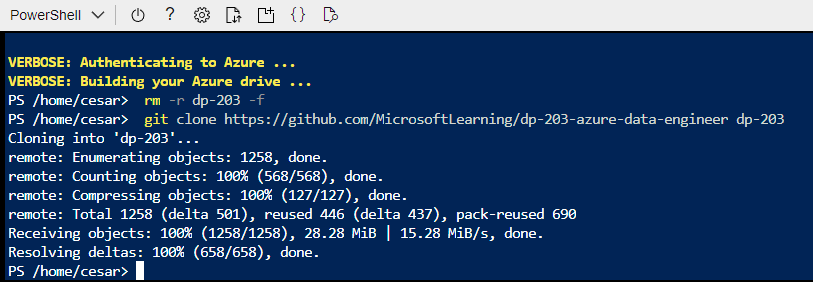 PowerShell
VERBOSE: Authenticating to Azure ...
VERBOSE: Building your Azure drive ...
PS /home/cesar>  rm -r dp-203 -f
PS /home/cesar>  git clone https://github.com/MicrosoftLearning/dp-203-azure-data-engineer dp-203
Cloning into 'dp-203'...
remote: Enumerating objects: 1258, done.
remote: Counting objects: 100% (568/568), done.
remote: Compressing objects: 100% (127/127), done.
remote: Total 1258 (delta 501), reused 446 (delta 437), pack-reused 690
Receiving objects: 100% (1258/1258), 28.28 MiB | 15.28 MiB/s, done.
Resolving deltas: 100% (658/658), done.
PS /home/cesar>